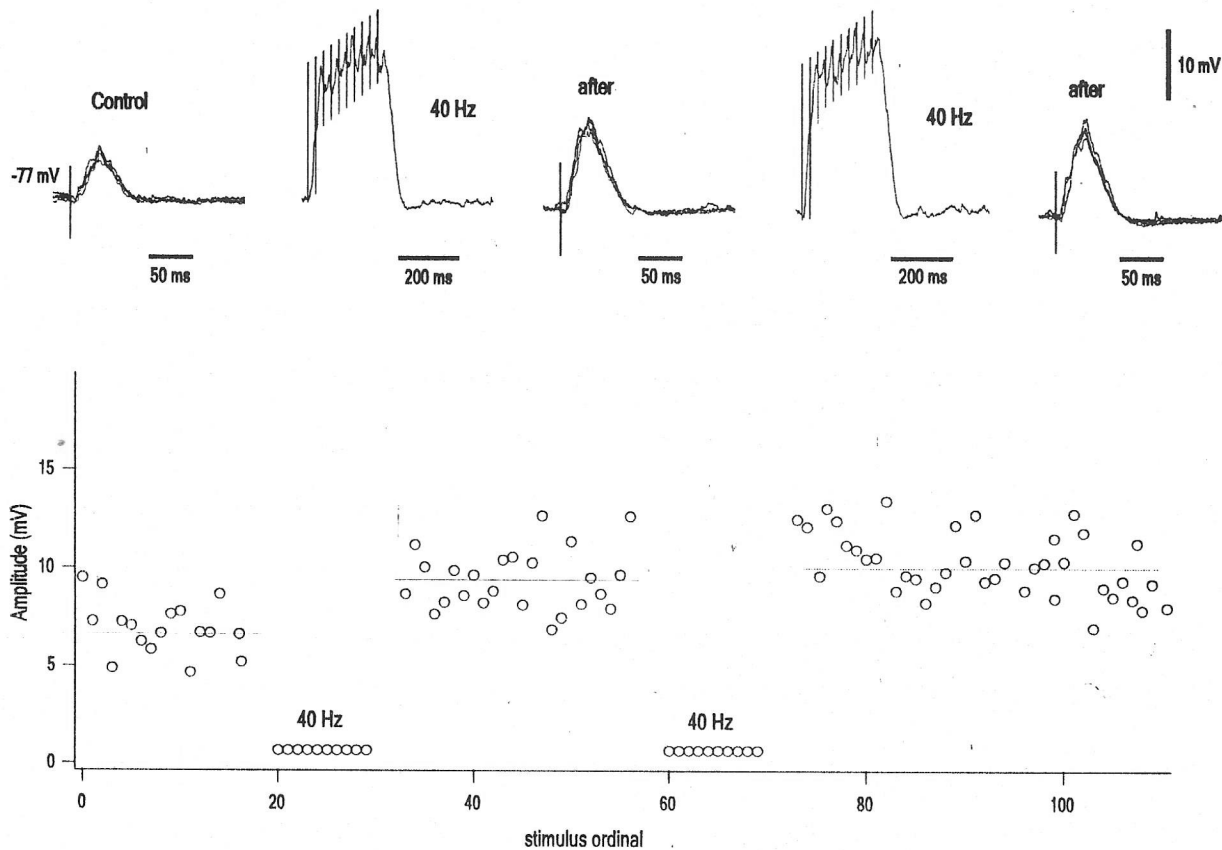 Control
-77 mV
50 ms
40 Hz
200 ms
after
50 ms
40 Hz
200 ms
after
50 ms
10 mV
Amplitude (mV)
15
10
5
0
40 Hz
40 Hz
0
20
40
60
80
100
stimulus ordinal